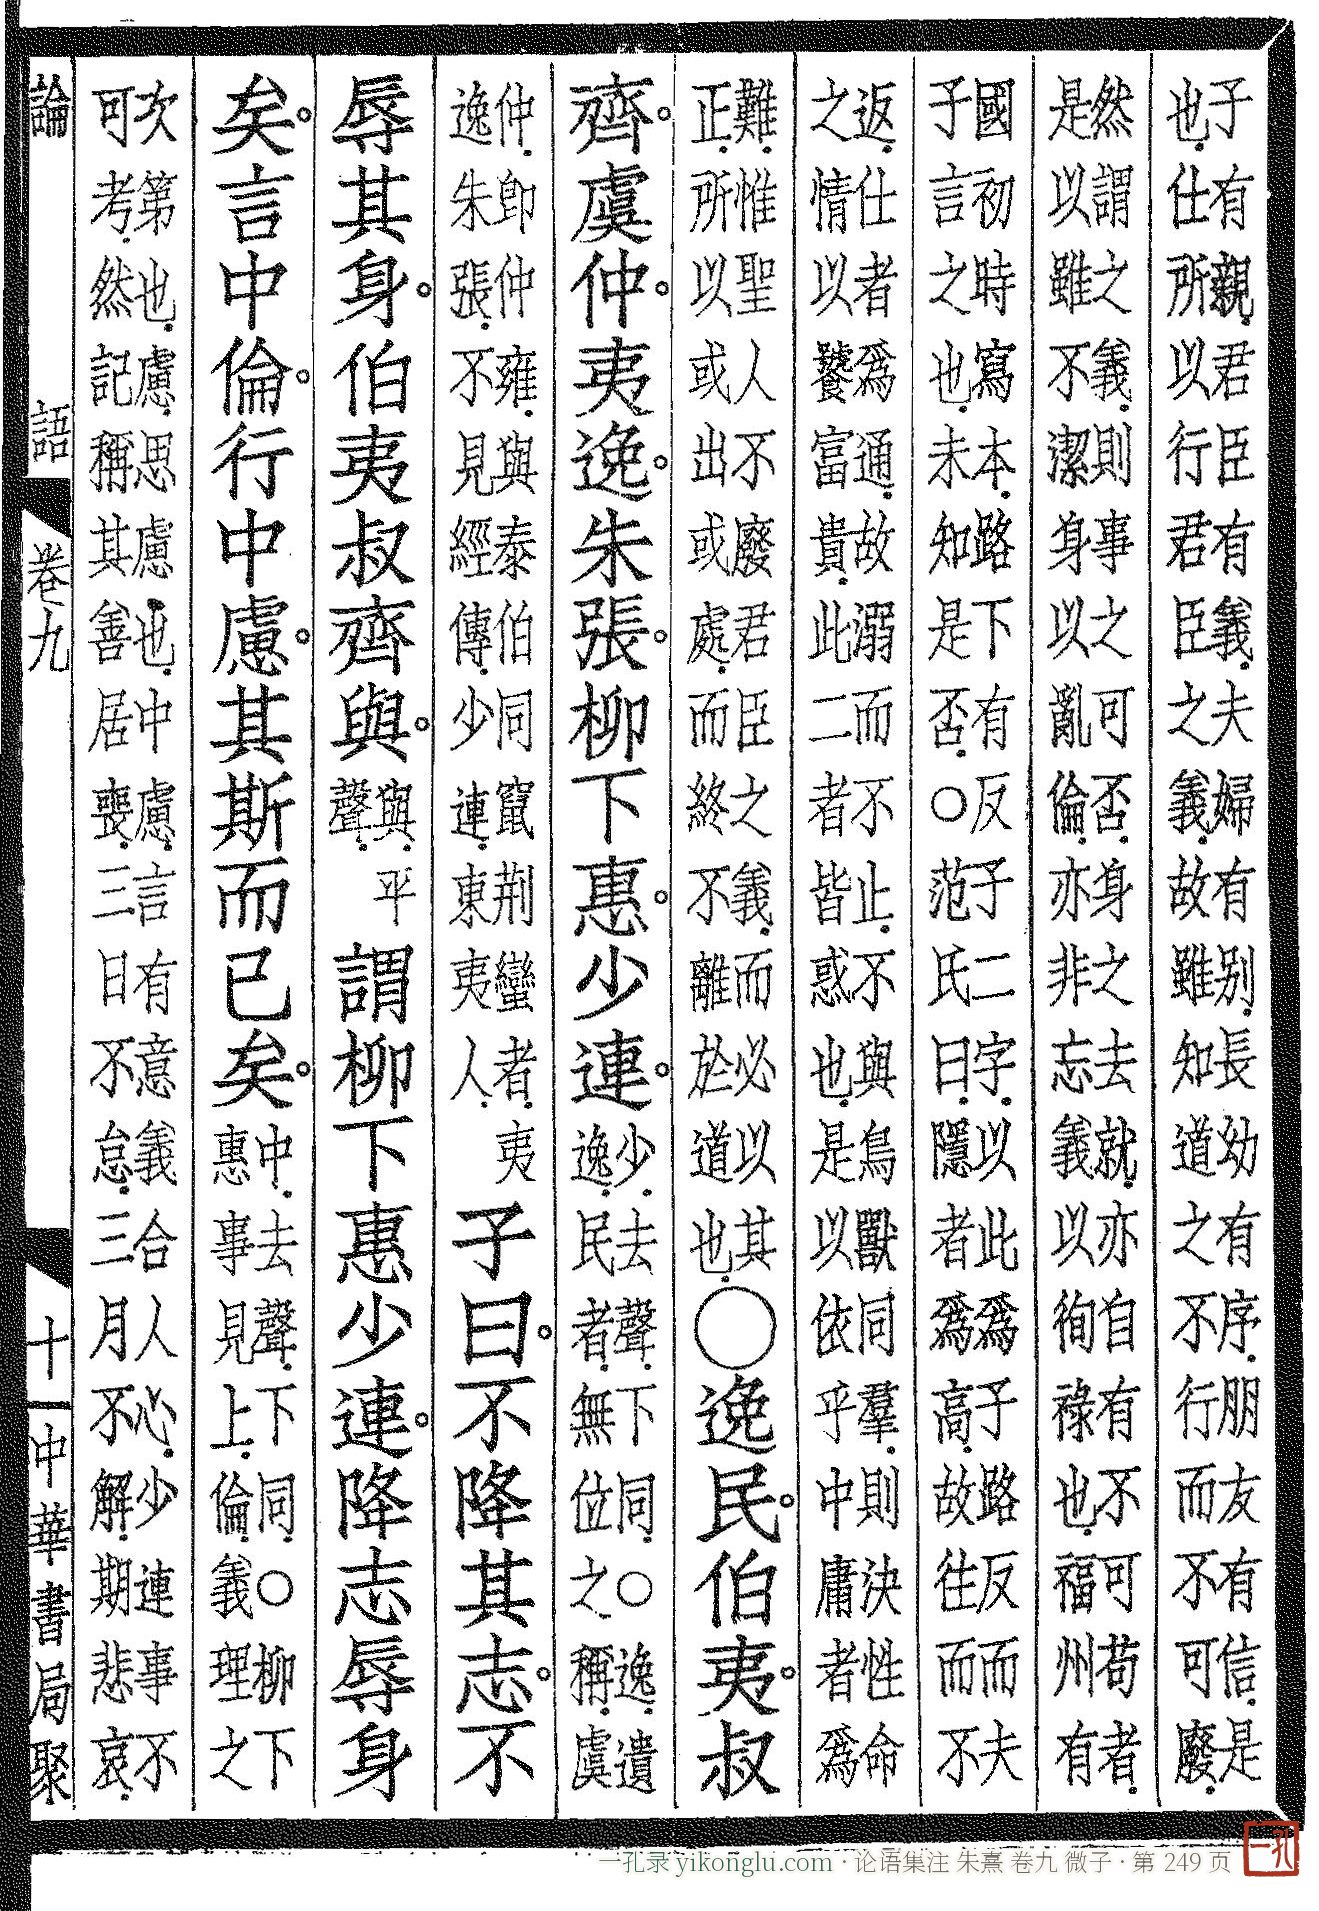 子有親君臣有義夫婦有别長幼有序朋友有信是
也仕所以行君臣之義故雖知道之不行而不可廢
然謂之義則事之可否身之去就亦自有不可苟者
是以雖不潔身以亂倫亦非忘義以徇祿也福州有
國初時寫本路下有反子二字以此爲子路反而夫
子言之也未知是否○范氏曰隱者爲高故往而不
返仕者爲通故溺而不止不與鳥獸同羣則決性命
之情以饕富貴此二者皆惑也是以依乎中庸者爲
難惟聖人不廢君臣之義而必以其
正所以或出或處而終不離於道也
○逸民伯夷叔
齊虞仲夷逸朱張柳下惠少連
少去聲下同○逸遺
逸民者無位之稱虞
仲卽仲雍與泰伯同竄荆蠻者夷
逸朱張不見經傳少連東夷人
子曰不降其志不
辱其身伯夷叔齊與
與平
聲
謂柳下惠少連降志辱身
矣言中倫行中慮其斯而已矣
中去聲下同○柳下
惠事見上倫義理之
次第也慮思慮也中慮言有意義合人心少連事不
可考然記稱其善居喪三日不怠三月不解期悲哀
論語 卷九 十一 中華書局聚
一孔录 yikonglu.com · 论语集注 朱熹 卷九 微子 · 第 249 页
一孔